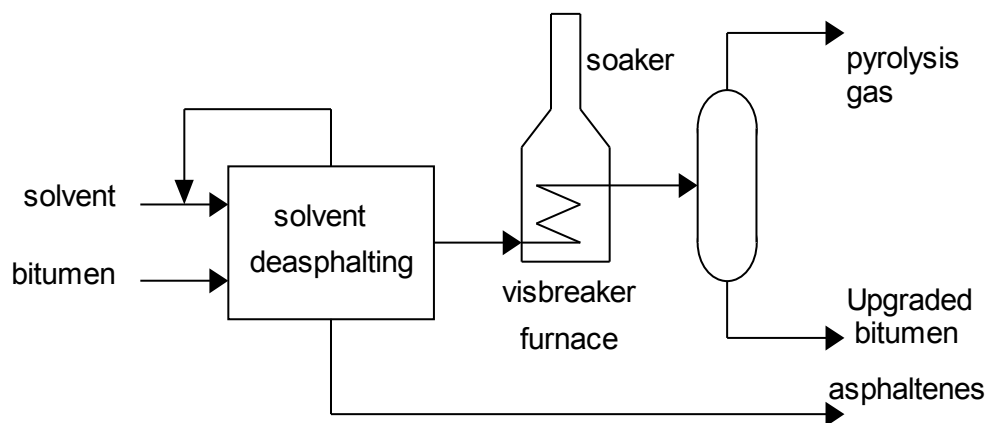 soaker
pyrolysis
gas
solvent
bitumen
solvent
deasphalting
visbreaker
furnace
Upgraded
bitumen
asphaltenes